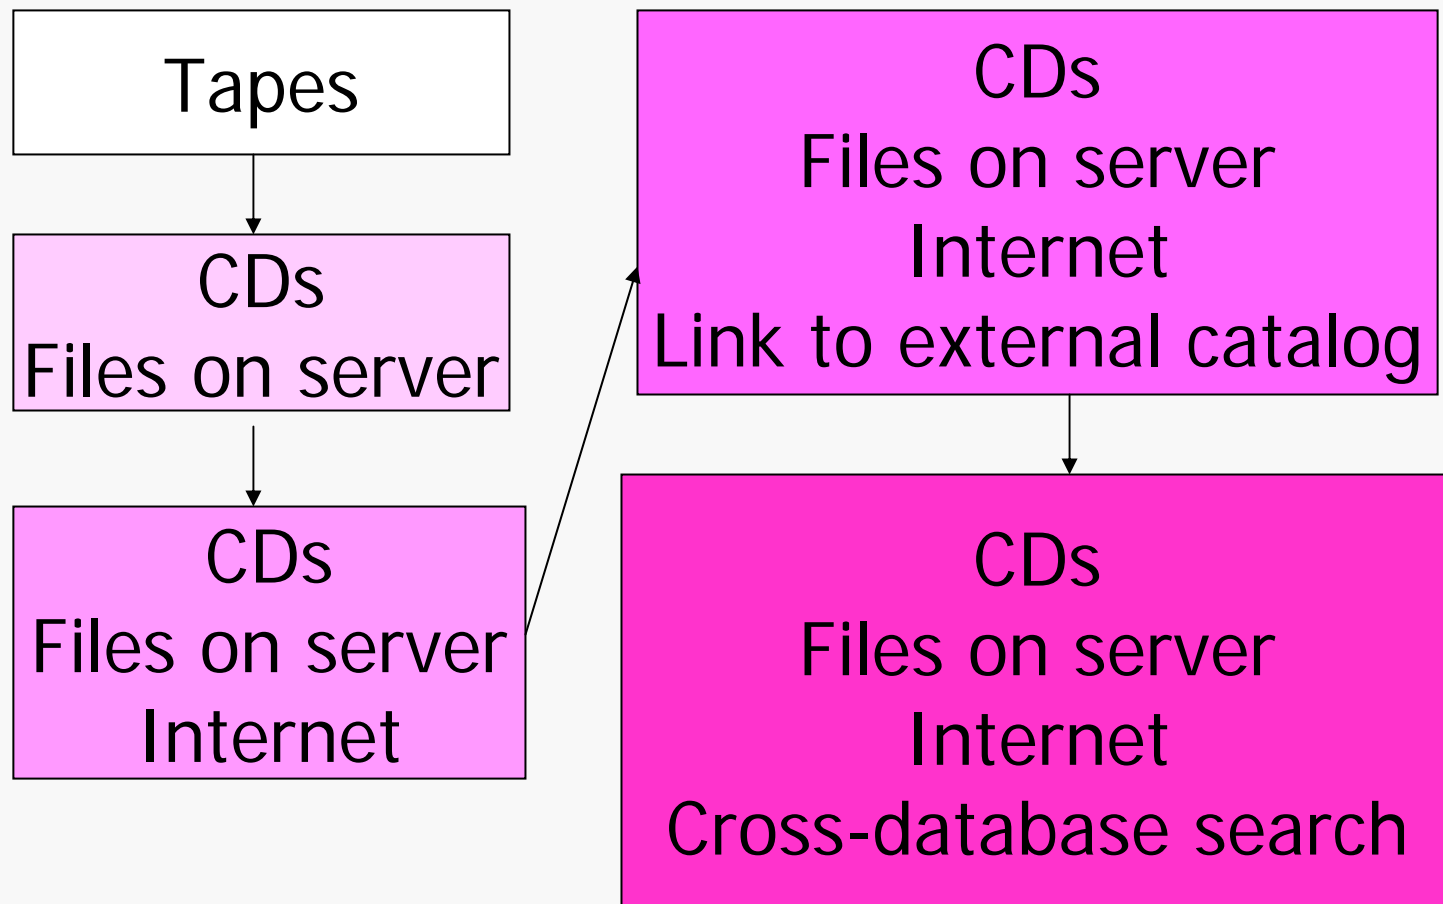 Tapes
CDs
Files on server
CDs
Files on server
Internet
CDs
Files on server
Internet
Link to external catalog
CDs
Files on server
Internet
Cross-database search